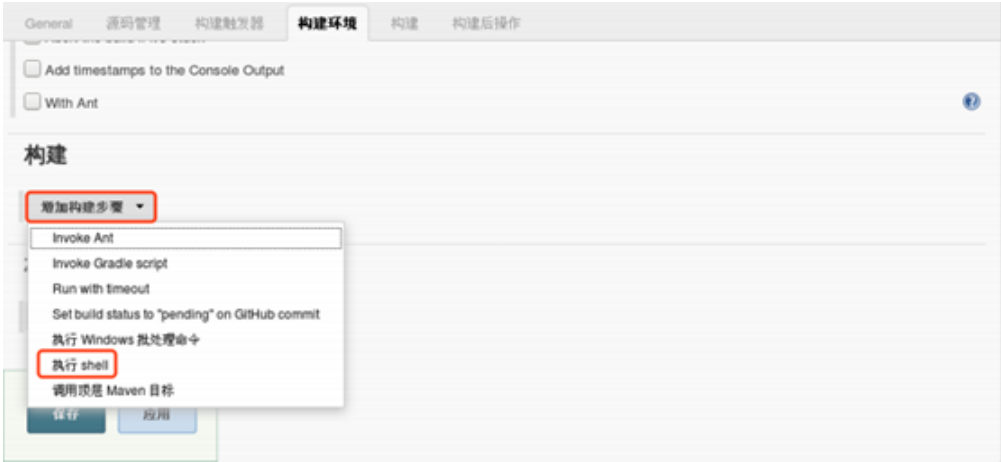 General 源码管理 构建触发器 构建环境 构建 构建后操作
Add timestamps to the Console Output
With Ant
构建
增加构建步骤
Invoke Ant
Invoke Gradle script
Run with timeout
Set build status to "pending" on GitHub commit
执行 Windows 批处理命令
执行 shell
调用顶层 Maven 目标
保存 应用